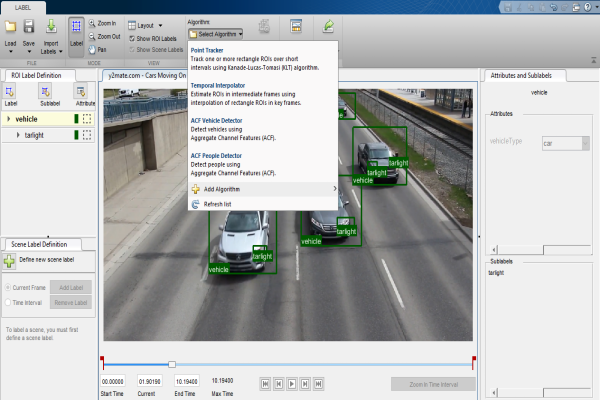 LABEL
Load
Save
Import
Labels
FILE
Label
Zoom In
Zoom Out
Pan
MODE
Layout
Show ROI Labels
Show Scene Labels
VIEW
Algorithm:
Select Algorithm
Point Tracker
Track one or more rectangle ROIs over short
intervals using Kanade-Lucas-Tomasi (KLT) algorithm.
Temporal Interpolator
Estimate ROIs in intermediate frames using
interpolation of rectangle ROIs in key frames.
ACF Vehicle Detector
Detect vehicles using
Aggregate Channel Features (ACF).
ACF People Detector
Detect people using
Aggregate Channel Features (ACF).
Add Algorithm
Refresh list
ROI Label Definition
Label
Sublabel
Attribute
vehicle
tarlight
Scene Label Definition
Define new scene label
Current Frame
Add Label
Time Interval
Remove Label
To label a scene, you must first
define a scene label.
y2mate.com - Cars Moving On
vehicle
tarlight
tarlight
vehicle
tarlight
vehicle
tarlight
vehicle
00.00000
01.90190
10.19400
10.19400
Start Time
Current
End Time
Max Time
Zoom in Time Interval
Attributes and Sublabels
vehicle
Attributes
vehicleType
car
Sublabels
tarlight